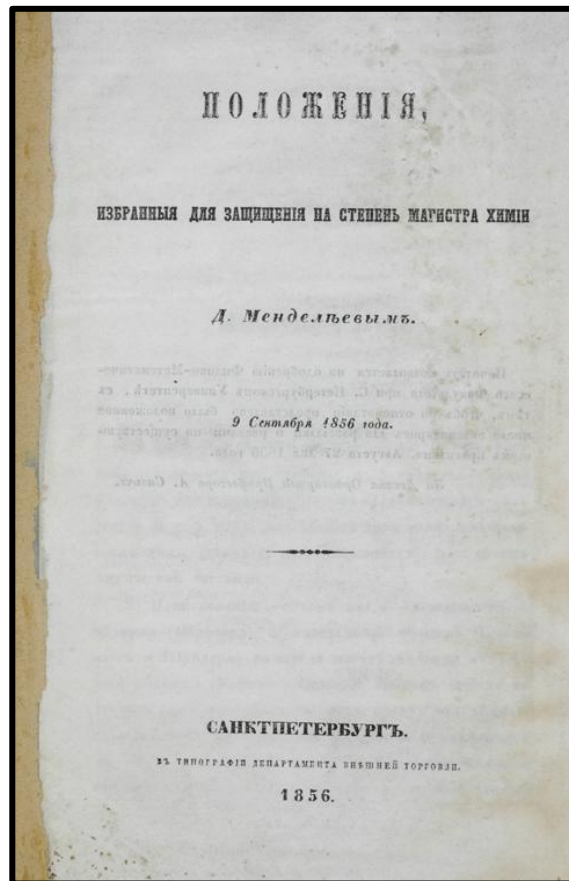 ПОЛОЖЕНІЯ,
ИЗБРАННЫЯ ДЛЯ ЗАЩИЩЕНІЯ НА СТЕПЕНЬ МАГИСТРА ХИМІИ
Д. Менделѣевымъ.
9 Сентября 1856 года.
САНКТПЕТЕРБУРГЪ.
ВЪ ТИПОГРАФІИ ДЕПАРТАМЕНТА ВНѢШНЕЙ ТОРГОВЛИ.
1856.